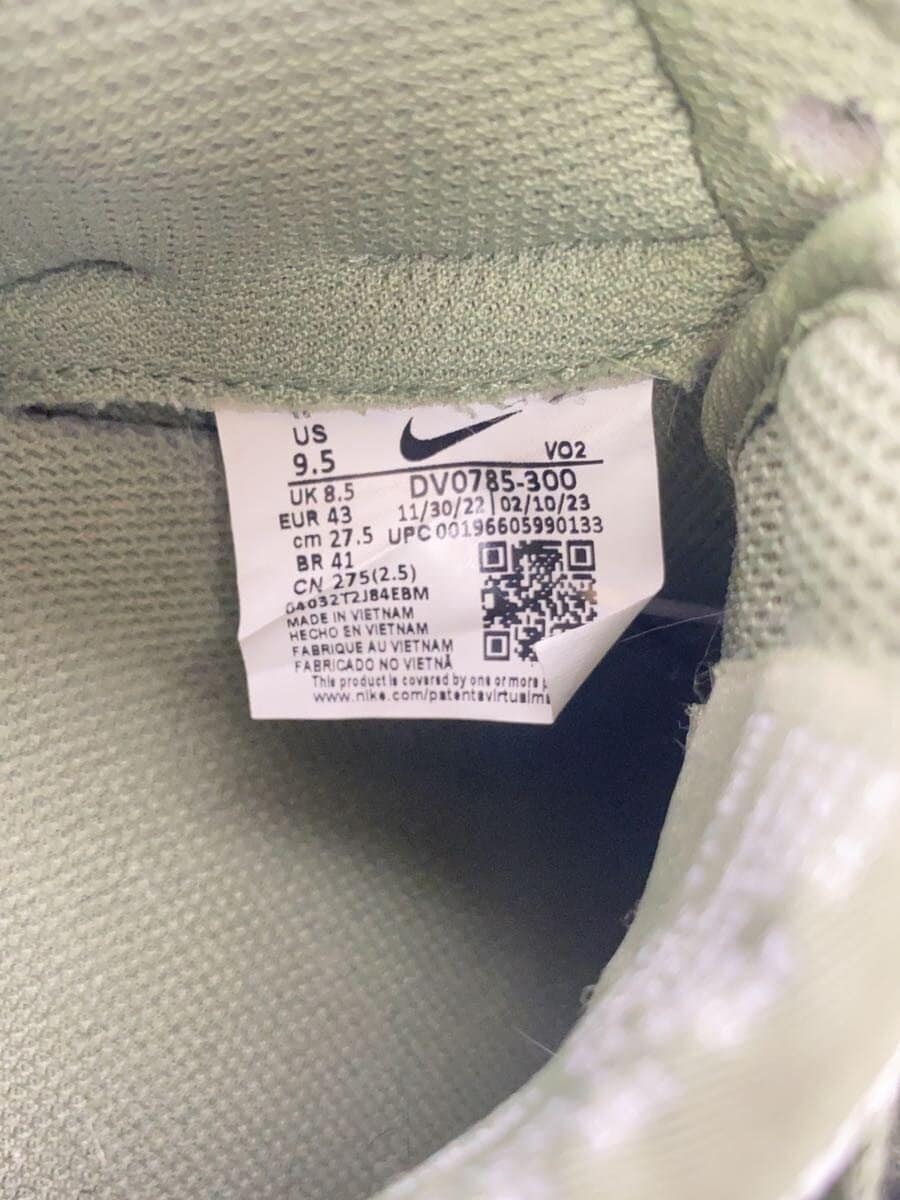 US
9.5
VO2
UK 8.5
DV0785-300
EUR 43
11/30/22 | 02/10/23
cm 27.5
UPC 00196605990133
BR 41
CN 275(2.5)
04032T2J84EBM
MADE IN VIETNAM
HECHO EN VIETNAM
FABRIQUE AU VIETNAM
FABRICADO NO VIETNÃ
This product is covered by one or more
www.nike.com/patents